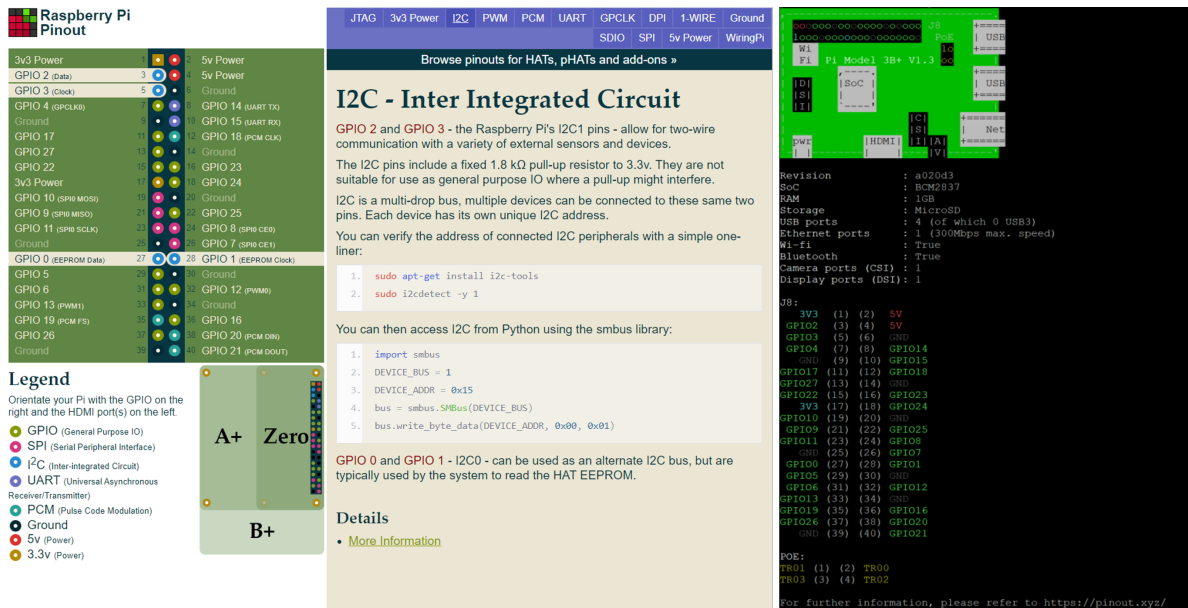 Raspberry Pi
Pinout
3v3 Power 1 2 5v Power
GPIO 2 (Data) 3 4 5v Power
GPIO 3 (Clock) 5 6 Ground
GPIO 4 (GPCLK0) 7 8 GPIO 14 (UART TX)
Ground 9 10 GPIO 15 (UART RX)
GPIO 17 11 12 GPIO 18 (PCM CLK)
GPIO 27 13 14 Ground
GPIO 22 15 16 GPIO 23
3v3 Power 17 18 GPIO 24
GPIO 10 (SPI0 MOSI) 19 20 Ground
GPIO 9 (SPI0 MISO) 21 22 GPIO 25
GPIO 11 (SPI0 SCLK) 23 24 GPIO 8 (SPI0 CE0)
Ground 25 26 GPIO 7 (SPI0 CE1)
GPIO 0 (EEPROM Data) 27 28 GPIO 1 (EEPROM Clock)
GPIO 5 29 30 Ground
GPIO 6 31 32 GPIO 12 (PWM0)
GPIO 13 (PWM1) 33 34 Ground
GPIO 19 (PCM FS) 35 36 GPIO 16
GPIO 26 37 38 GPIO 20 (PCM DIN)
Ground 39 40 GPIO 21 (PCM DOUT)
Legend
Orientate your Pi with the GPIO on the
right and the HDMI port(s) on the left.
GPIO (General Purpose IO)
SPI (Serial Peripheral Interface)
I²C (Inter-integrated Circuit)
UART (Universal Asynchronous
Receiver/Transmitter)
PCM (Pulse Code Modulation)
Ground
5v (Power)
3.3v (Power)
A+ Zero
B+
JTAG 3v3 Power I2C PWM PCM UART GPCLK DPI 1-WIRE Ground
SDIO SPI 5v Power WiringPi
Browse pinouts for HATs, pHATs and add-ons »
I2C - Inter Integrated Circuit
GPIO 2 and GPIO 3 - the Raspberry Pi's I2C1 pins - allow for two-wire
communication with a variety of external sensors and devices.
The I2C pins include a fixed 1.8 kΩ pull-up resistor to 3.3v. They are not
suitable for use as general purpose IO where a pull-up might interfere.
I2C is a multi-drop bus, multiple devices can be connected to these same two
pins. Each device has its own unique I2C address.
You can verify the address of connected I2C peripherals with a simple one-
liner:
1. sudo apt-get install i2c-tools
2. sudo i2cdetect -y 1
You can then access I2C from Python using the smbus library:
1. import smbus
2. DEVICE_BUS = 1
3. DEVICE_ADDR = 0x15
4. bus = smbus.SMBus(DEVICE_BUS)
5. bus.write_byte_data(DEVICE_ADDR, 0x00, 0x01)
GPIO 0 and GPIO 1 - I2C0 - can be used as an alternate I2C bus, but are
typically used by the system to read the HAT EEPROM.
Details
• More Information
J8
PoE
USB
Wi
Fi Pi Model 3B+ V1.3
|D| SoC USB
|S|
|I|
|C|
|S| Net
pwr |HDMI| |I||A|
|V|
Revision : a020d3
SoC : BCM2837
RAM : 1GB
Storage : MicroSD
USB ports : 4 (of which 0 USB3)
Ethernet ports : 1 (300Mbps max. speed)
Wi-fi : True
Bluetooth : True
Camera ports (CSI) : 1
Display ports (DSI): 1
J8:
3V3 (1) (2) 5V
GPIO2 (3) (4) 5V
GPIO3 (5) (6) GND
GPIO4 (7) (8) GPIO14
GND (9) (10) GPIO15
GPIO17 (11) (12) GPIO18
GPIO27 (13) (14) GND
GPIO22 (15) (16) GPIO23
3V3 (17) (18) GPIO24
GPIO10 (19) (20) GND
GPIO9 (21) (22) GPIO25
GPIO11 (23) (24) GPIO8
GND (25) (26) GPIO7
GPIO0 (27) (28) GPIO1
GPIO5 (29) (30) GND
GPIO6 (31) (32) GPIO12
GPIO13 (33) (34) GND
GPIO19 (35) (36) GPIO16
GPIO26 (37) (38) GPIO20
GND (39) (40) GPIO21
POE:
TR01 (1) (2) TR00
TR03 (3) (4) TR02
For further information, please refer to https://pinout.xyz/